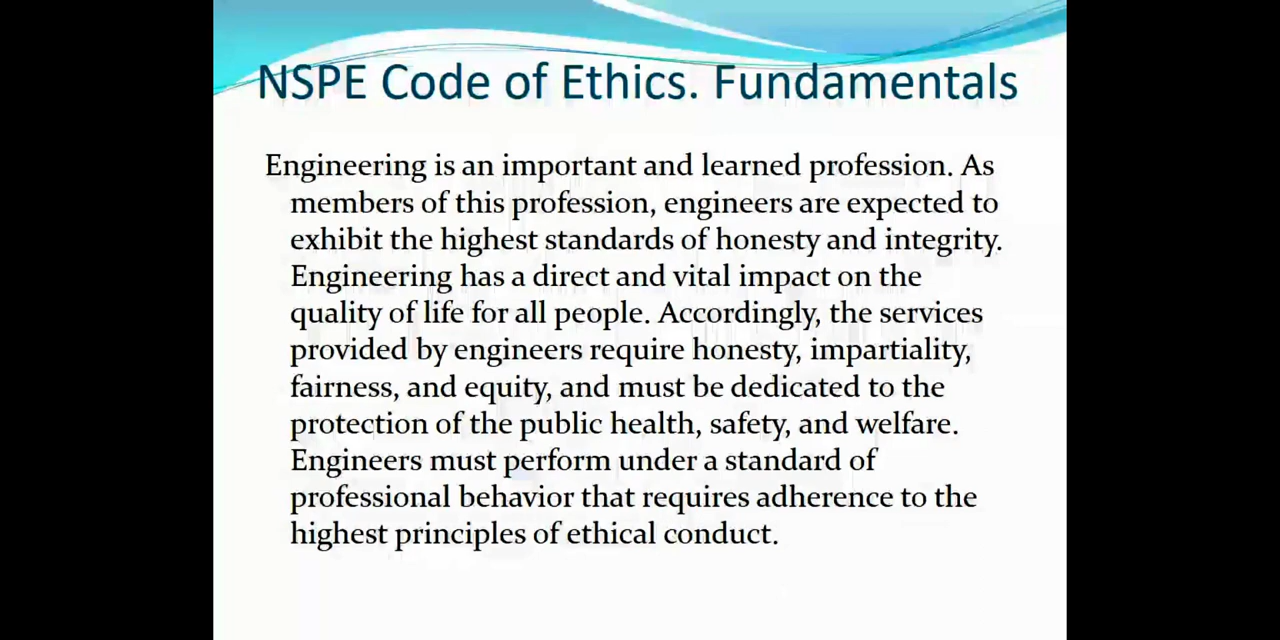 NSPE Code of Ethics. Fundamentals
Engineering is an important and learned profession. As
members of this profession, engineers are expected to
exhibit the highest standards of honesty and integrity.
Engineering has a direct and vital impact on the
quality of life for all people. Accordingly, the services
provided by engineers require honesty, impartiality,
fairness, and equity, and must be dedicated to the
protection of the public health, safety, and welfare.
Engineers must perform under a standard of
professional behavior that requires adherence to the
highest principles of ethical conduct.